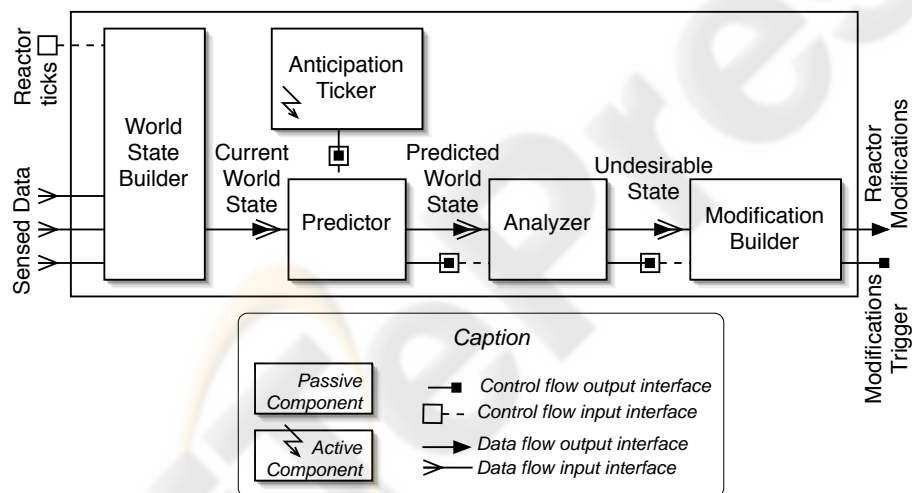 Reactor
ticks
Sensed Data
World
State
Builder
Anticipation
Ticker
Current
World
State
Predictor
Predicted
World
State
Analyzer
Undesirable
State
Modification
Builder
Reactor
Modifications
Modifications
Trigger
Caption
Passive
Component
Active
Component
Control flow output interface
Control flow input interface
Data flow output interface
Data flow input interface